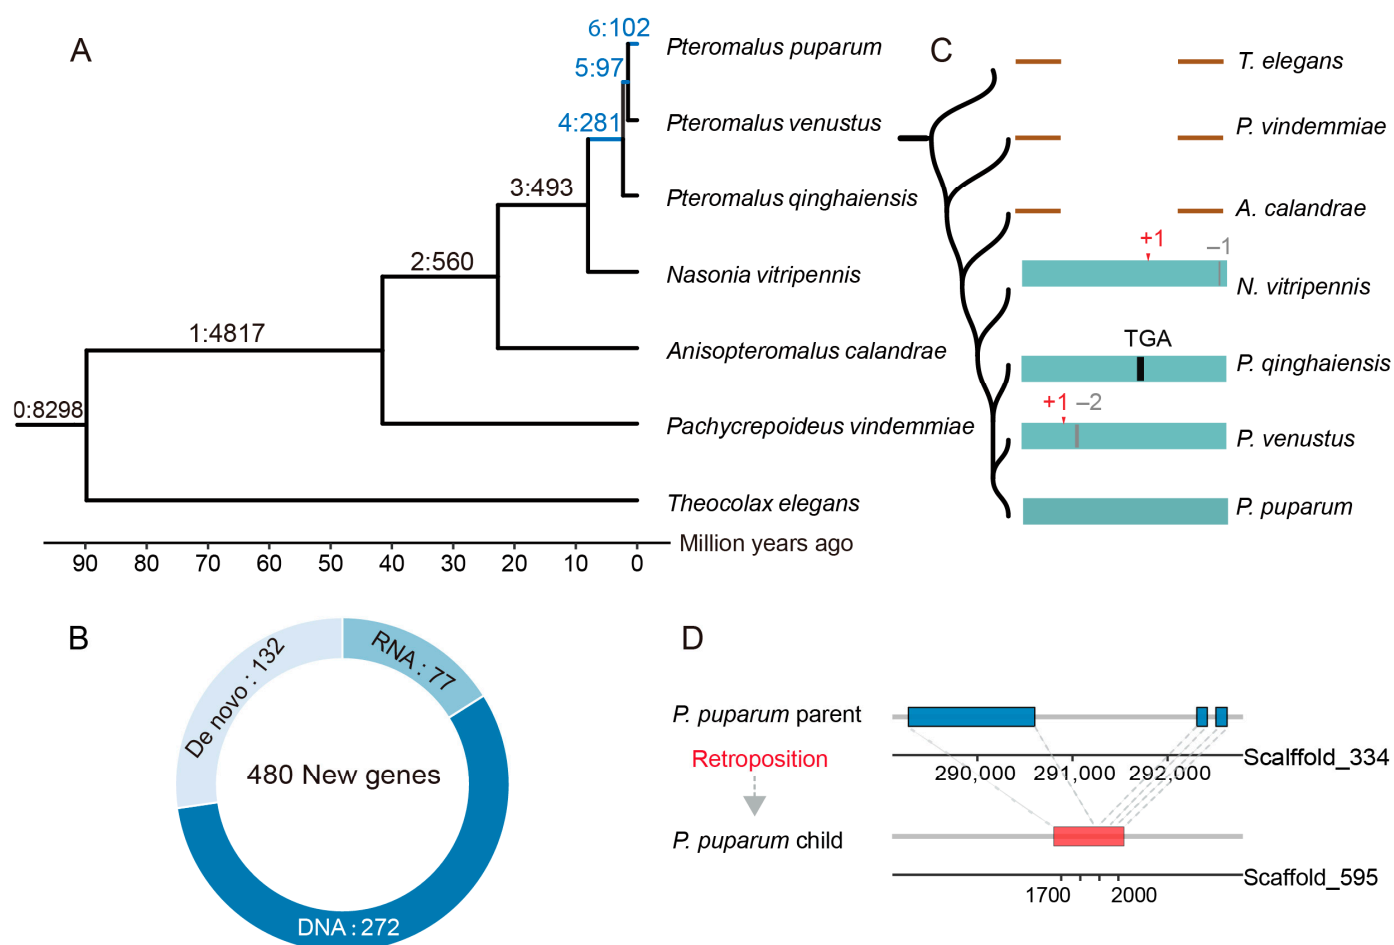 A
6:102
Pteromalus puparum
5:97
4:281
Pteromalus venustus
3:493
Pteromalus qinghaiensis
2:560
Nasonia vitripennis
1:4817
Anisopteromalus calandrae
0:8298
Pachycrepoideus vindemmiae
Theocolax elegans
Million years ago
90 80 70 60 50 40 30 20 10 0
C
T. elegans
P. vindemmiae
A. calandrae
+1 –1
N. vitripennis
TGA
P. qinghaiensis
+1 –2
P. venustus
P. puparum
B
De novo : 132
RNA : 77
480 New genes
DNA : 272
D
P. puparum parent
Retroposition
Scalffold_334
290,000 291,000 292,000
P. puparum child
Scaffold_595
1700 2000